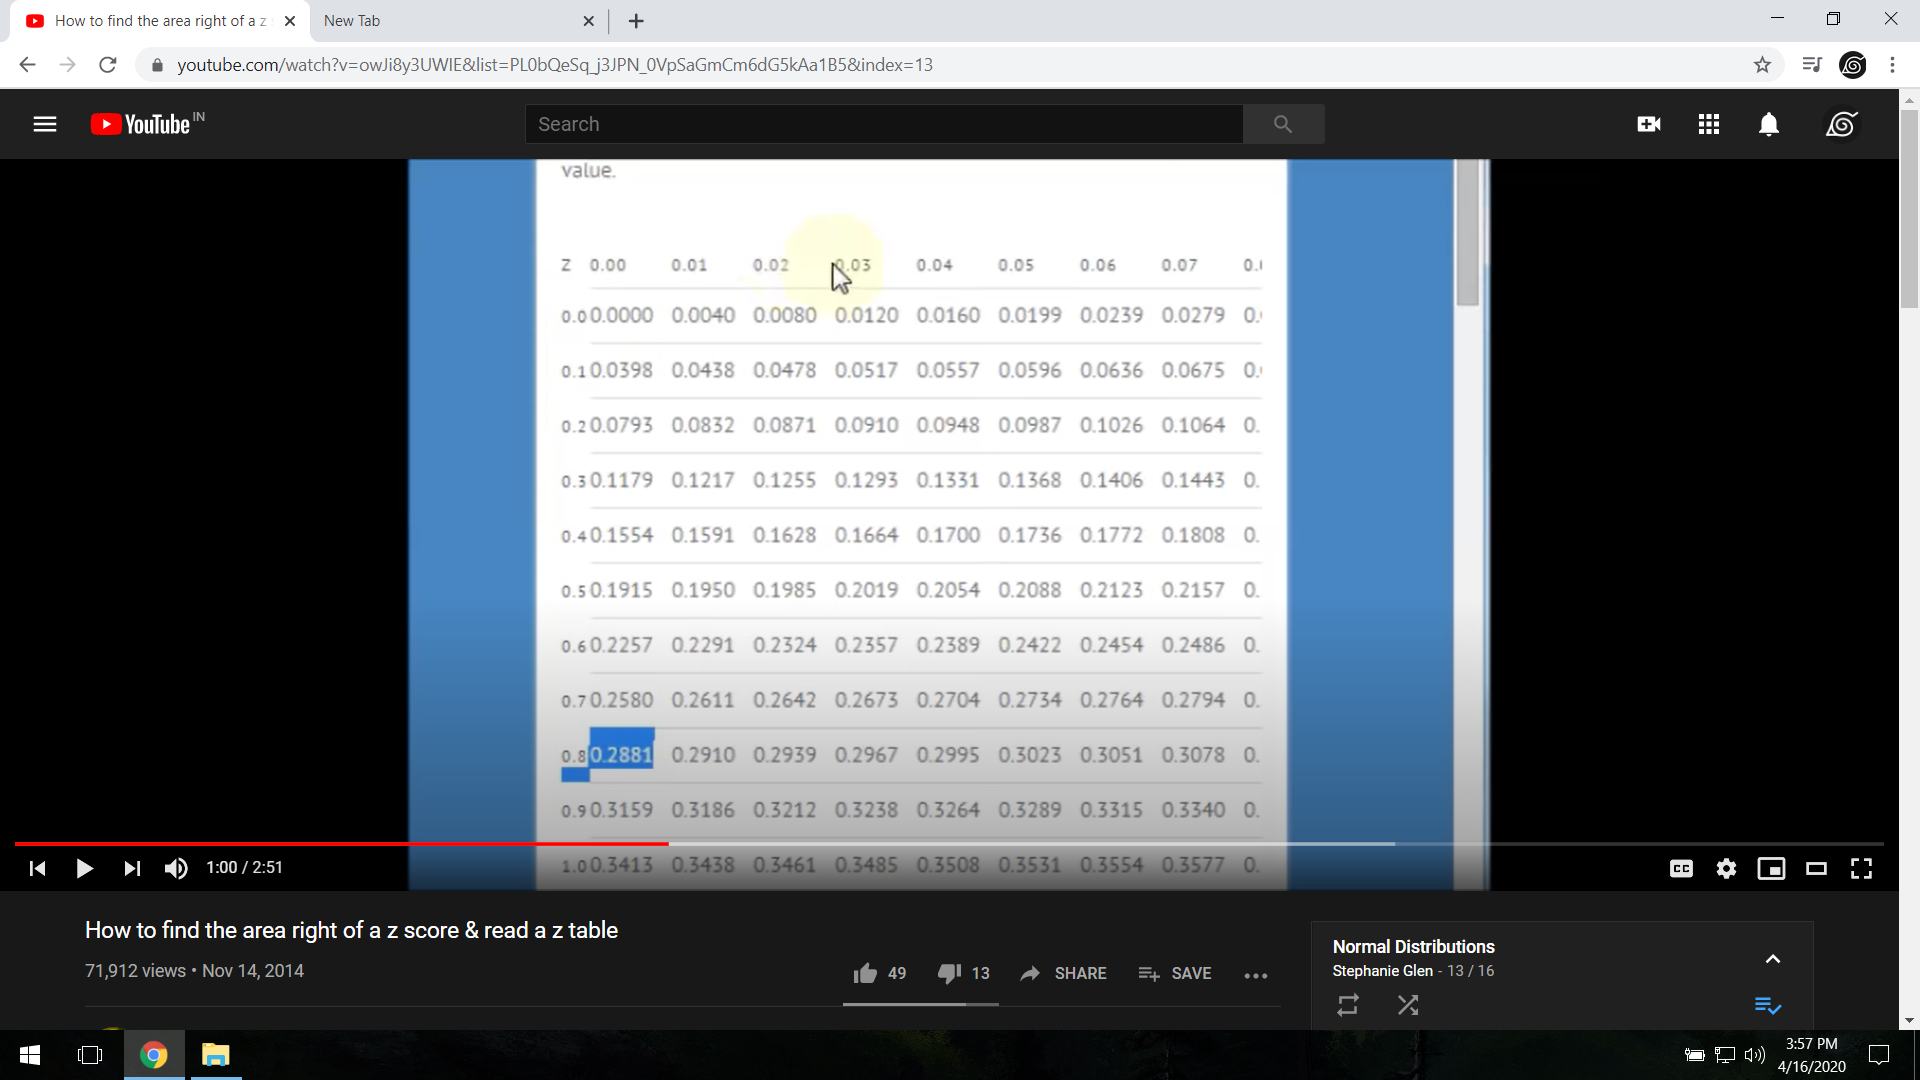 How to find the area right of a z
New Tab
youtube.com/watch?v=owJi8y3UWIE&list=PL0bQeSq_j3JPN_0VpSaGmCm6dG5kAa1B5&index=13
YouTube IN
Search
value.
Z 0.00 0.01 0.02 0.03 0.04 0.05 0.06 0.07
0.0 0.0000 0.0040 0.0080 0.0120 0.0160 0.0199 0.0239 0.0279 0.
0.1 0.0398 0.0438 0.0478 0.0517 0.0557 0.0596 0.0636 0.0675 0.
0.2 0.0793 0.0832 0.0871 0.0910 0.0948 0.0987 0.1026 0.1064 0.
0.3 0.1179 0.1217 0.1255 0.1293 0.1331 0.1368 0.1406 0.1443 0.
0.4 0.1554 0.1591 0.1628 0.1664 0.1700 0.1736 0.1772 0.1808 0.
0.5 0.1915 0.1950 0.1985 0.2019 0.2054 0.2088 0.2123 0.2157 0.
0.6 0.2257 0.2291 0.2324 0.2357 0.2389 0.2422 0.2454 0.2486 0.
0.7 0.2580 0.2611 0.2642 0.2673 0.2704 0.2734 0.2764 0.2794 0.
0.8 0.2881 0.2910 0.2939 0.2967 0.2995 0.3023 0.3051 0.3078 0.
0.9 0.3159 0.3186 0.3212 0.3238 0.3264 0.3289 0.3315 0.3340 0.
1.0 0.3413 0.3438 0.3461 0.3485 0.3508 0.3531 0.3554 0.3577 0.
1:00 / 2:51
CC
How to find the area right of a z score & read a z table
71,912 views • Nov 14, 2014
49 13 SHARE SAVE
Normal Distributions
Stephanie Glen - 13 / 16
3:57 PM
4/16/2020